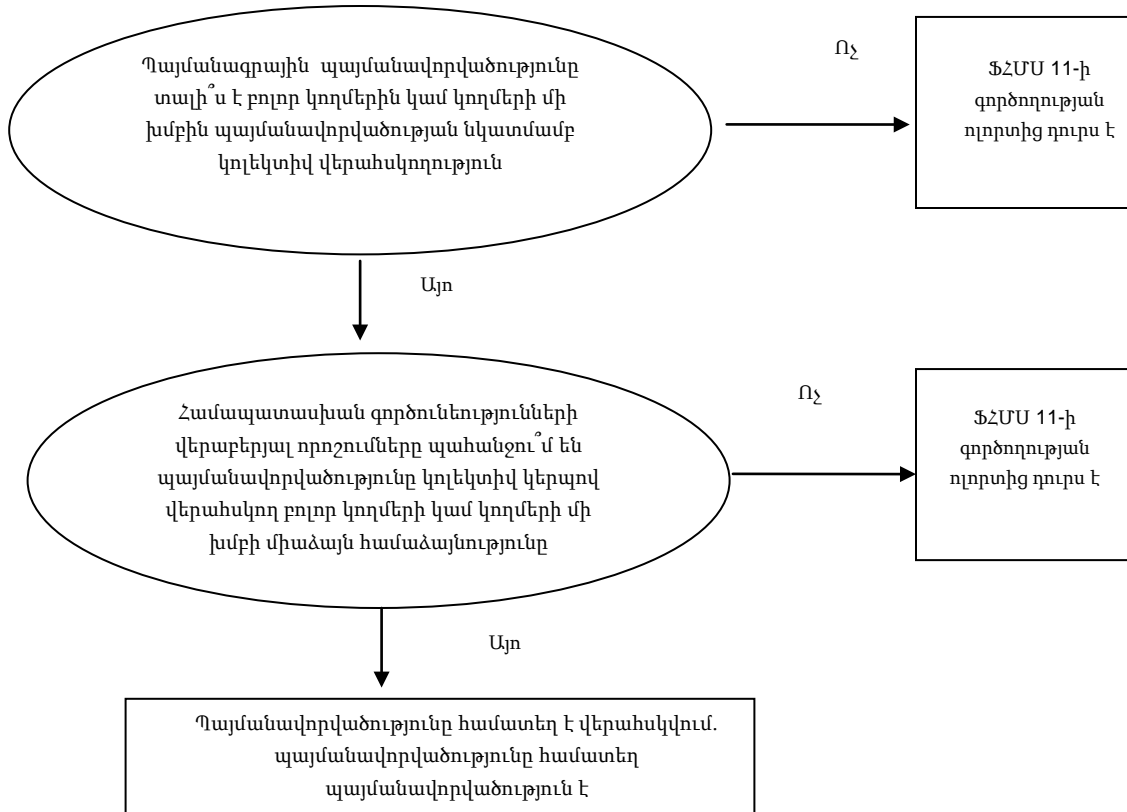 Պայմանագրային պայմանավորվածությունը
տալի՞ս է բոլոր կողմերին կամ կողմերի մի
խմբին պայմանավորվածության նկատմամբ
կոլեկտիվ վերահսկողություն
Ոչ
ՖՀՄՍ 11-ի
գործողության
ոլորտից դուրս է
Այո
Համապատասխան գործունեությունների
վերաբերյալ որոշումները պահանջու՞մ են
պայմանավորվածությունը կոլեկտիվ կերպով
վերահսկող բոլոր կողմերի կամ կողմերի մի
խմբի միաձայն համաձայնությունը
Ոչ
ՖՀՄՍ 11-ի
գործողության
ոլորտից դուրս է
Այո
Պայմանավորվածությունը համատեղ է վերահսկվում.
պայմանավորվածությունը համատեղ
պայմանավորվածություն է